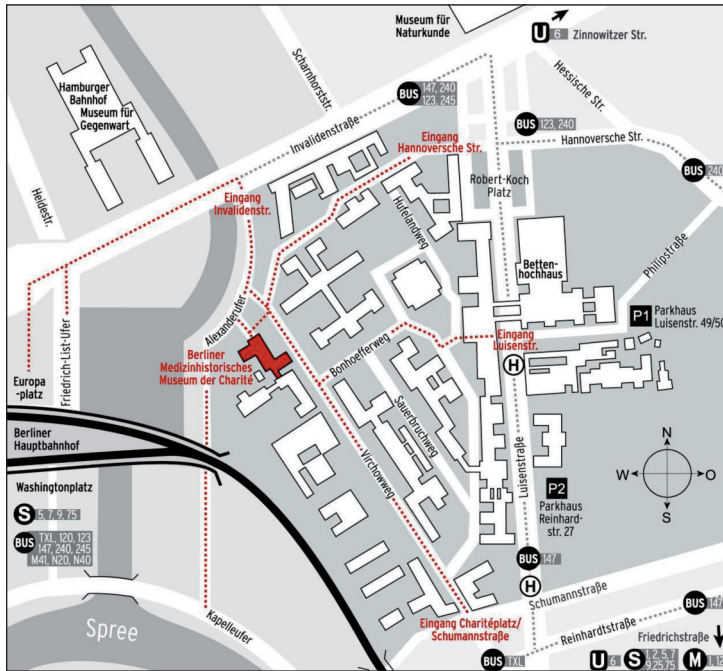 Museum für
Naturkunde
U 6 Zinnowitzer Str.
Scharnhorststr.
Hessische Str.
Hamburger
Bahnhof
Museum für
Gegenwart
BUS 147, 240
123, 245
BUS 123, 240
Invalidenstraße
Eingang
Hannoversche Str.
Hannoversche Str.
BUS 240
Heidestr.
Eingang
Invalidenstr.
Robert-Koch
Platz
Hufelandweg
Philipstraße
Betten-
hochhaus
Alexanderufer
P1
Parkhaus
Luisenstr. 49/50
Friedrich-List-Ufer
Berliner
Medizinhistorisches
Museum der Charité
Bonhoefferweg
Eingang
Luisenstr.
H
Europa
-platz
Sauerbruchweg
Berliner
Hauptbahnhof
Virchowweg
Luisenstraße
N
W O
S
Washingtonplatz
S 5, 7, 9, 75
BUS TXL, 120, 123
147, 240, 245
M41, N20, N40
P2
Parkhaus
Reinhard-
str. 27
BUS 147
H
Schumannstraße
Spree
Kapelleufer
Eingang Charitéplatz/
Schumannstraße
Reinhardtstraße
BUS 147
BUS TXL
Friedrichstraße
U 6 S 1, 2, 5, 7
9,25,75
M